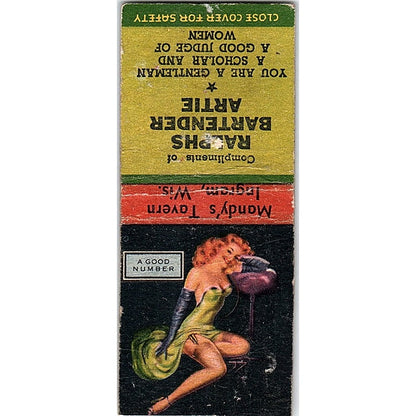 Mandy's Tavern
Ingram, Wis.
Compliments of
RALPHS
BARTENDER
ARTIE
YOU ARE A GENTLEMAN
A SCHOLAR AND
A GOOD JUDGE OF
WOMEN
CLOSE COVER FOR SAFETY
A GOOD
NUMBER